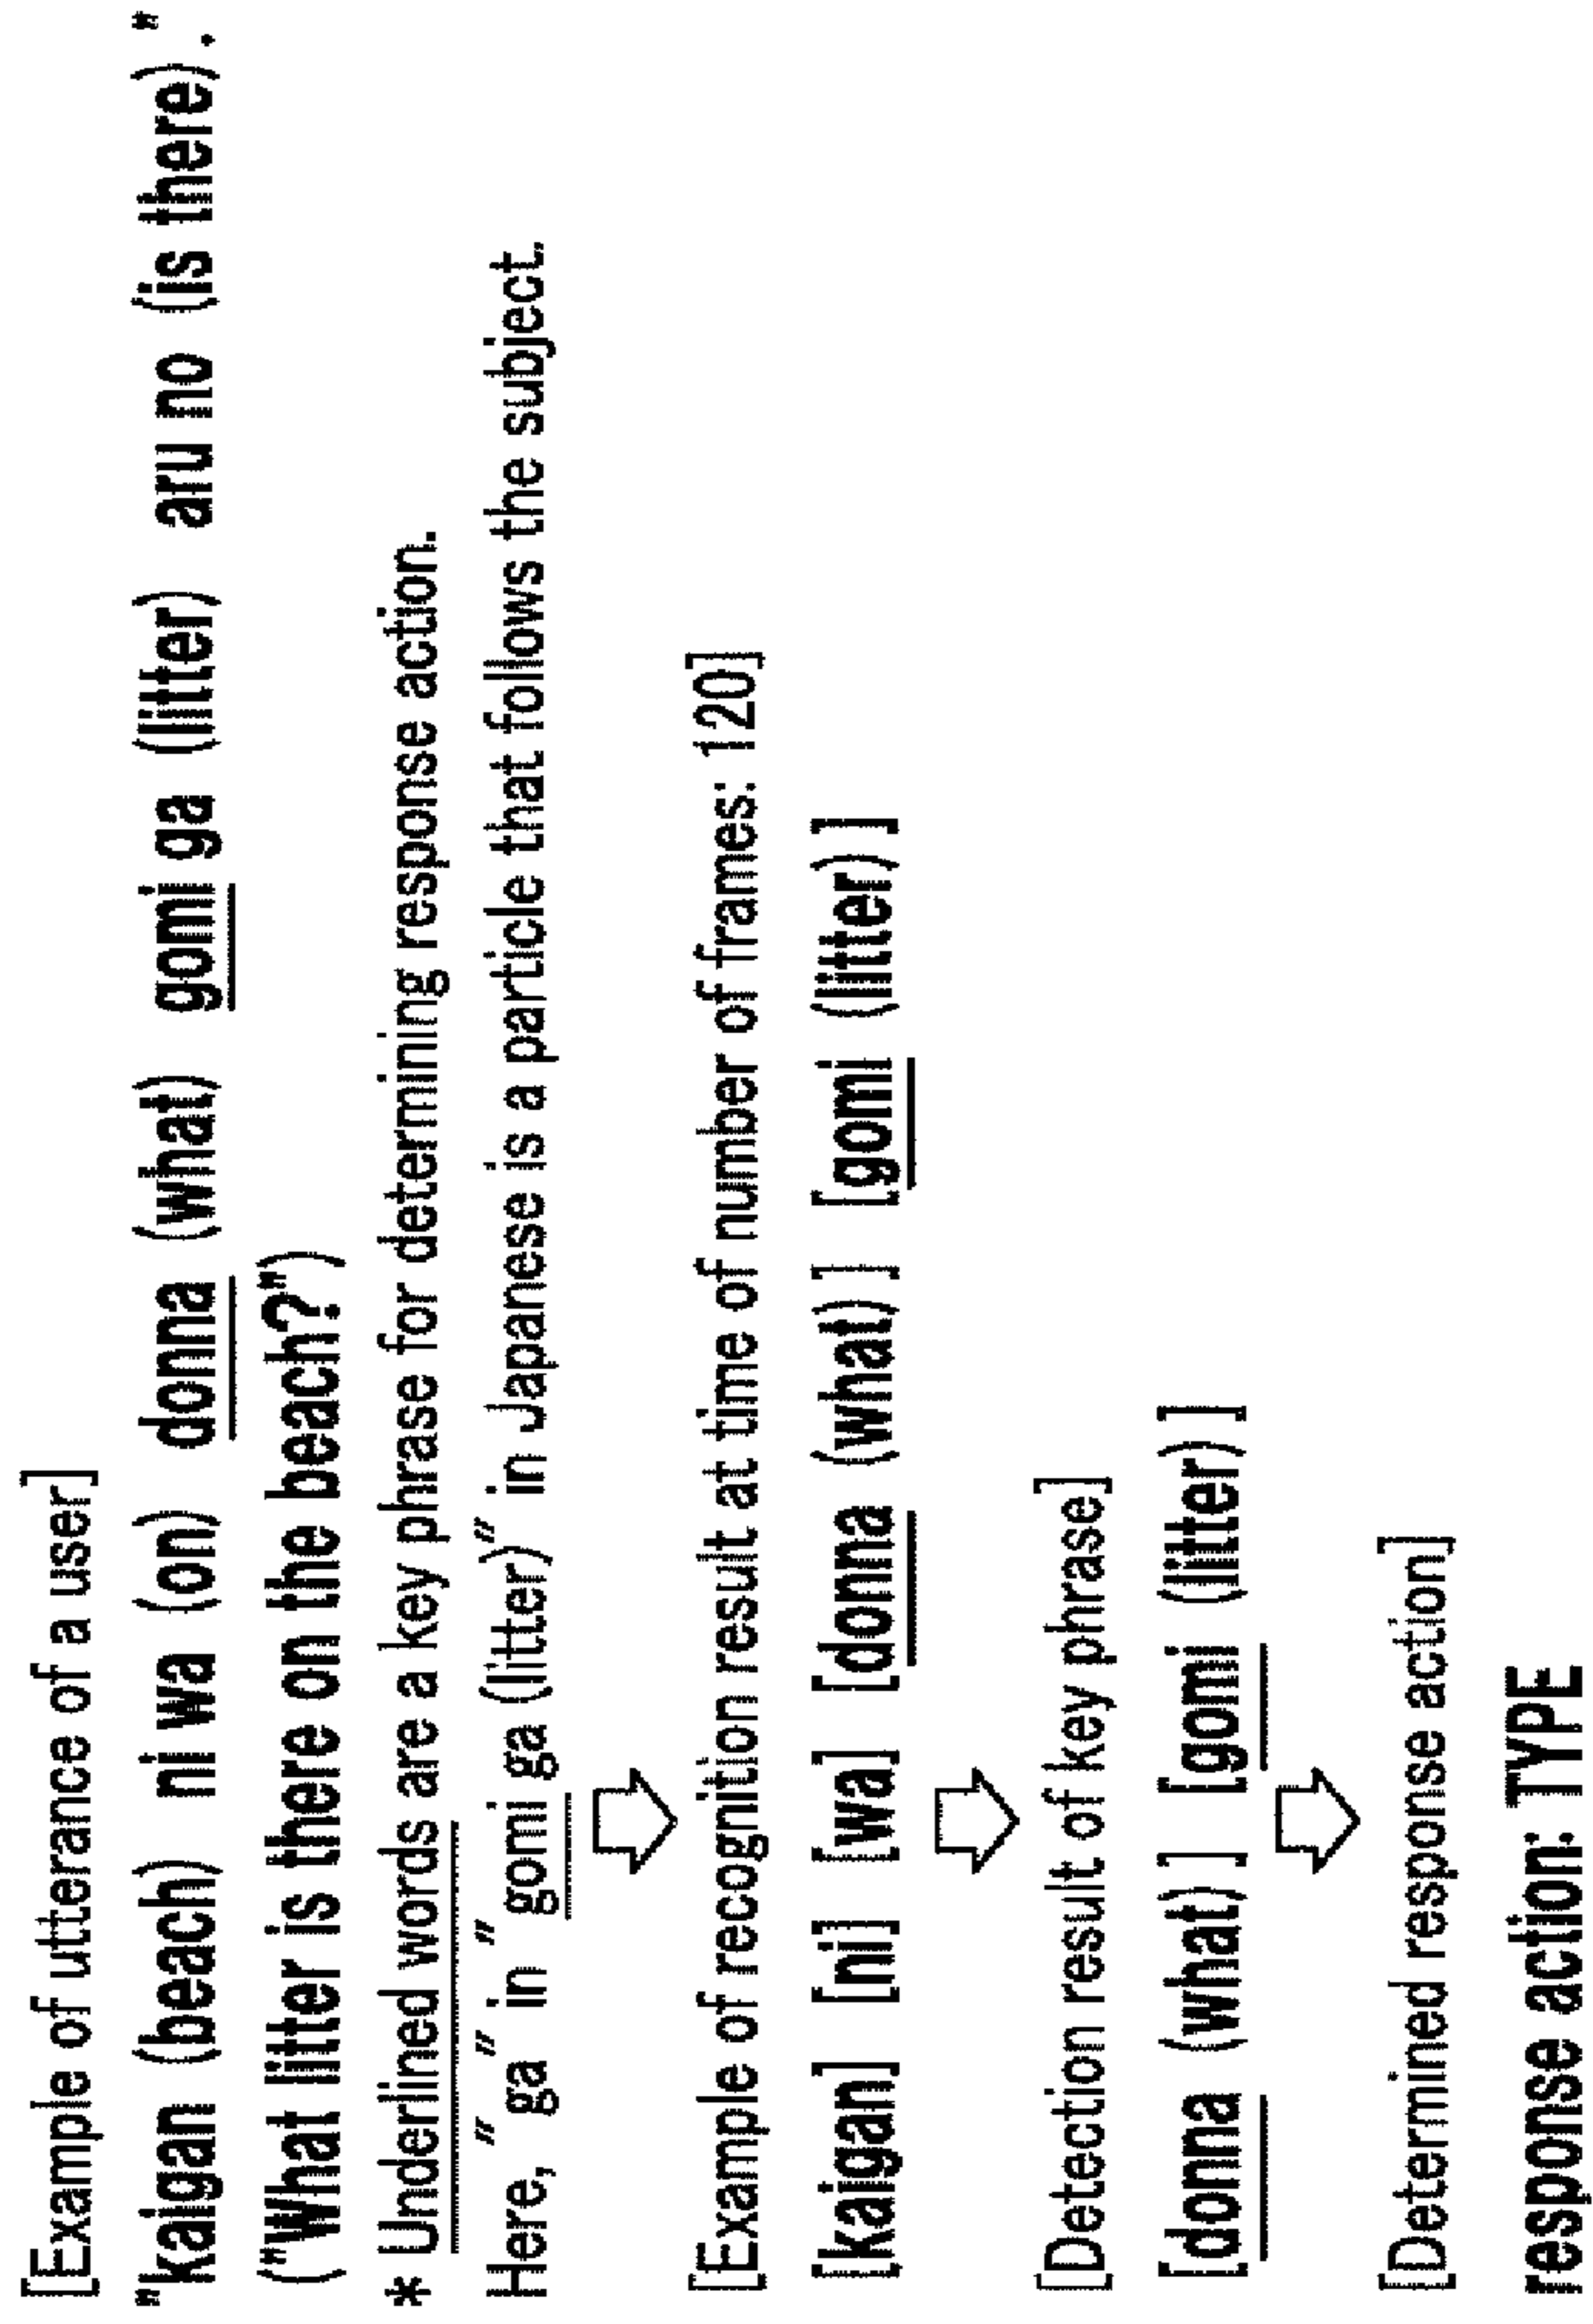 [Example of utterance of a user]
"kaigan (beach) ni wa (on) donna (what) gomi ga (litter) aru no (is there)."
("What litter is there on the beach?")
* Underlined words are a key phrase for determining response action.
Here, "ga" in "gomi ga (litter)" in Japanese is a particle that follows the subject.
[Example of recognition result at time of number of frames: 120]
[kaigan] [ni] [wa] [donna (what)] [gomi (litter)]
[Detection result of key phrase]
[donna (what)] [gomi (litter)]
[Determined response action]
response action: TYPE